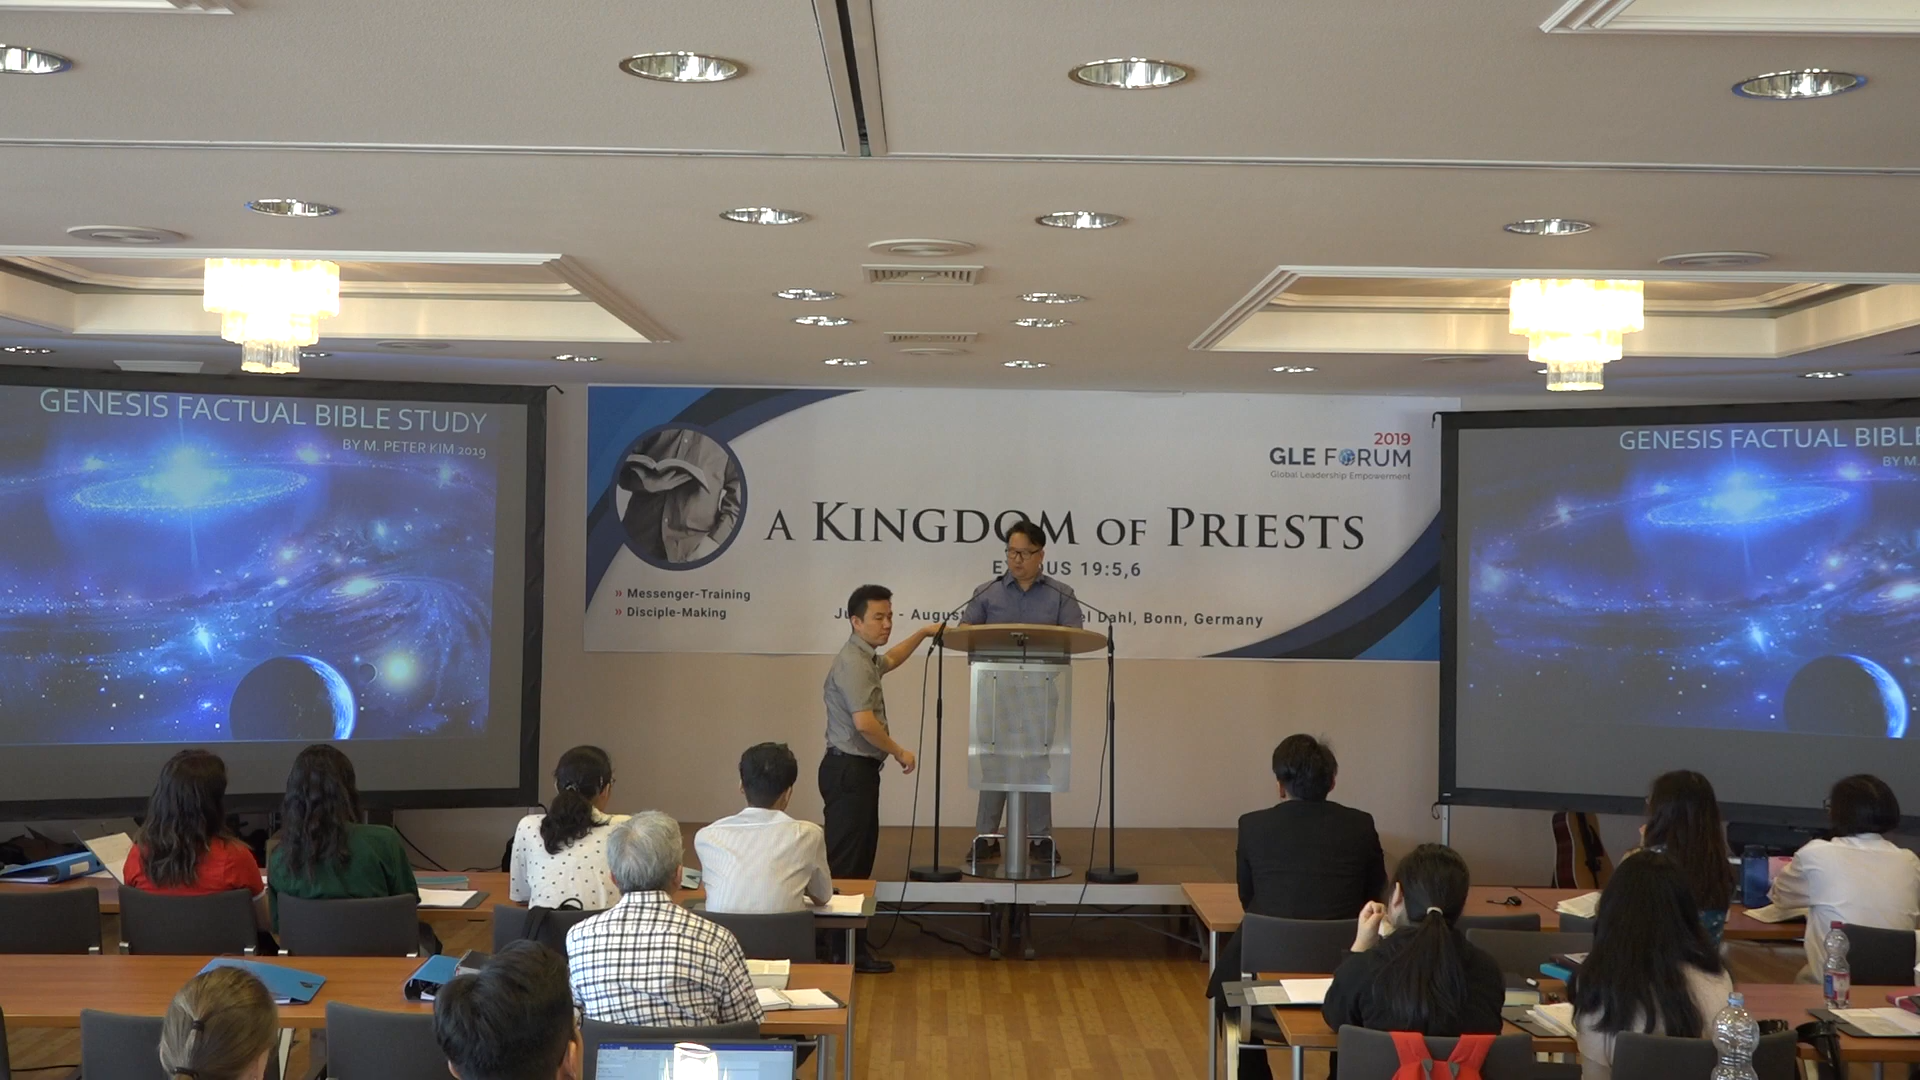 GENESIS FACTUAL BIBLE STUDY
BY M. PETER KIM 2019
2019
GLE FORUM
Global Leadership Empowerment
A KINGDOM OF PRIESTS
19:5,6
» Messenger-Training
» Disciple-Making
- August
Dahl, Bonn, Germany
GENESIS FACTUAL BIBLE
BY M.